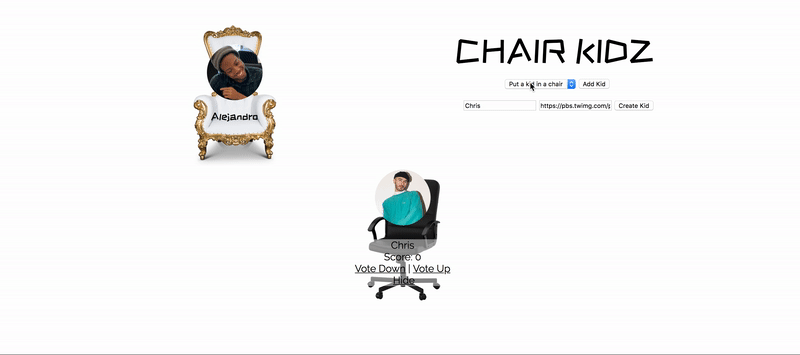 CHAIR KIDZ
Put a kid in a chair Add Kid
Chris https://pbs.twimg.com/p Create Kid
Alejandro
Chris
Score: 0
Vote Down | Vote Up
Hide